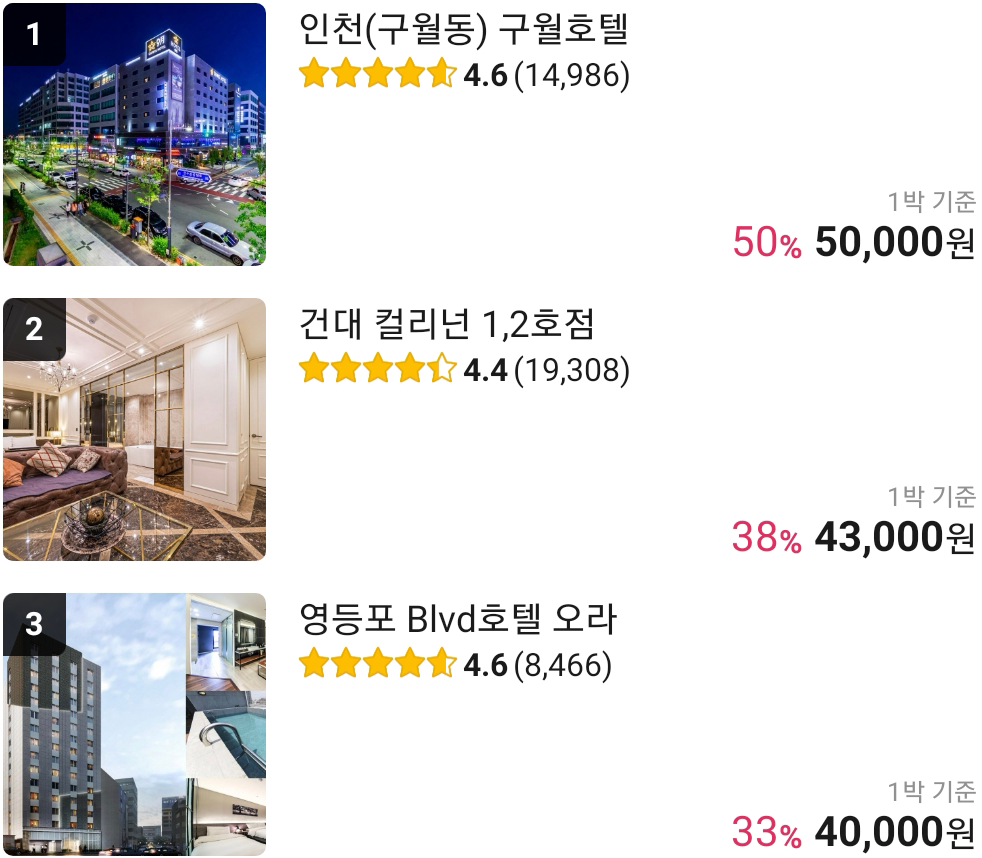 1
인천(구월동) 구월호텔
4.6 (14,986)
1박 기준
50% 50,000원
2
건대 컬리넌 1,2호점
4.4 (19,308)
1박 기준
38% 43,000원
3
영등포 Blvd호텔 오라
4.6 (8,466)
1박 기준
33% 40,000원